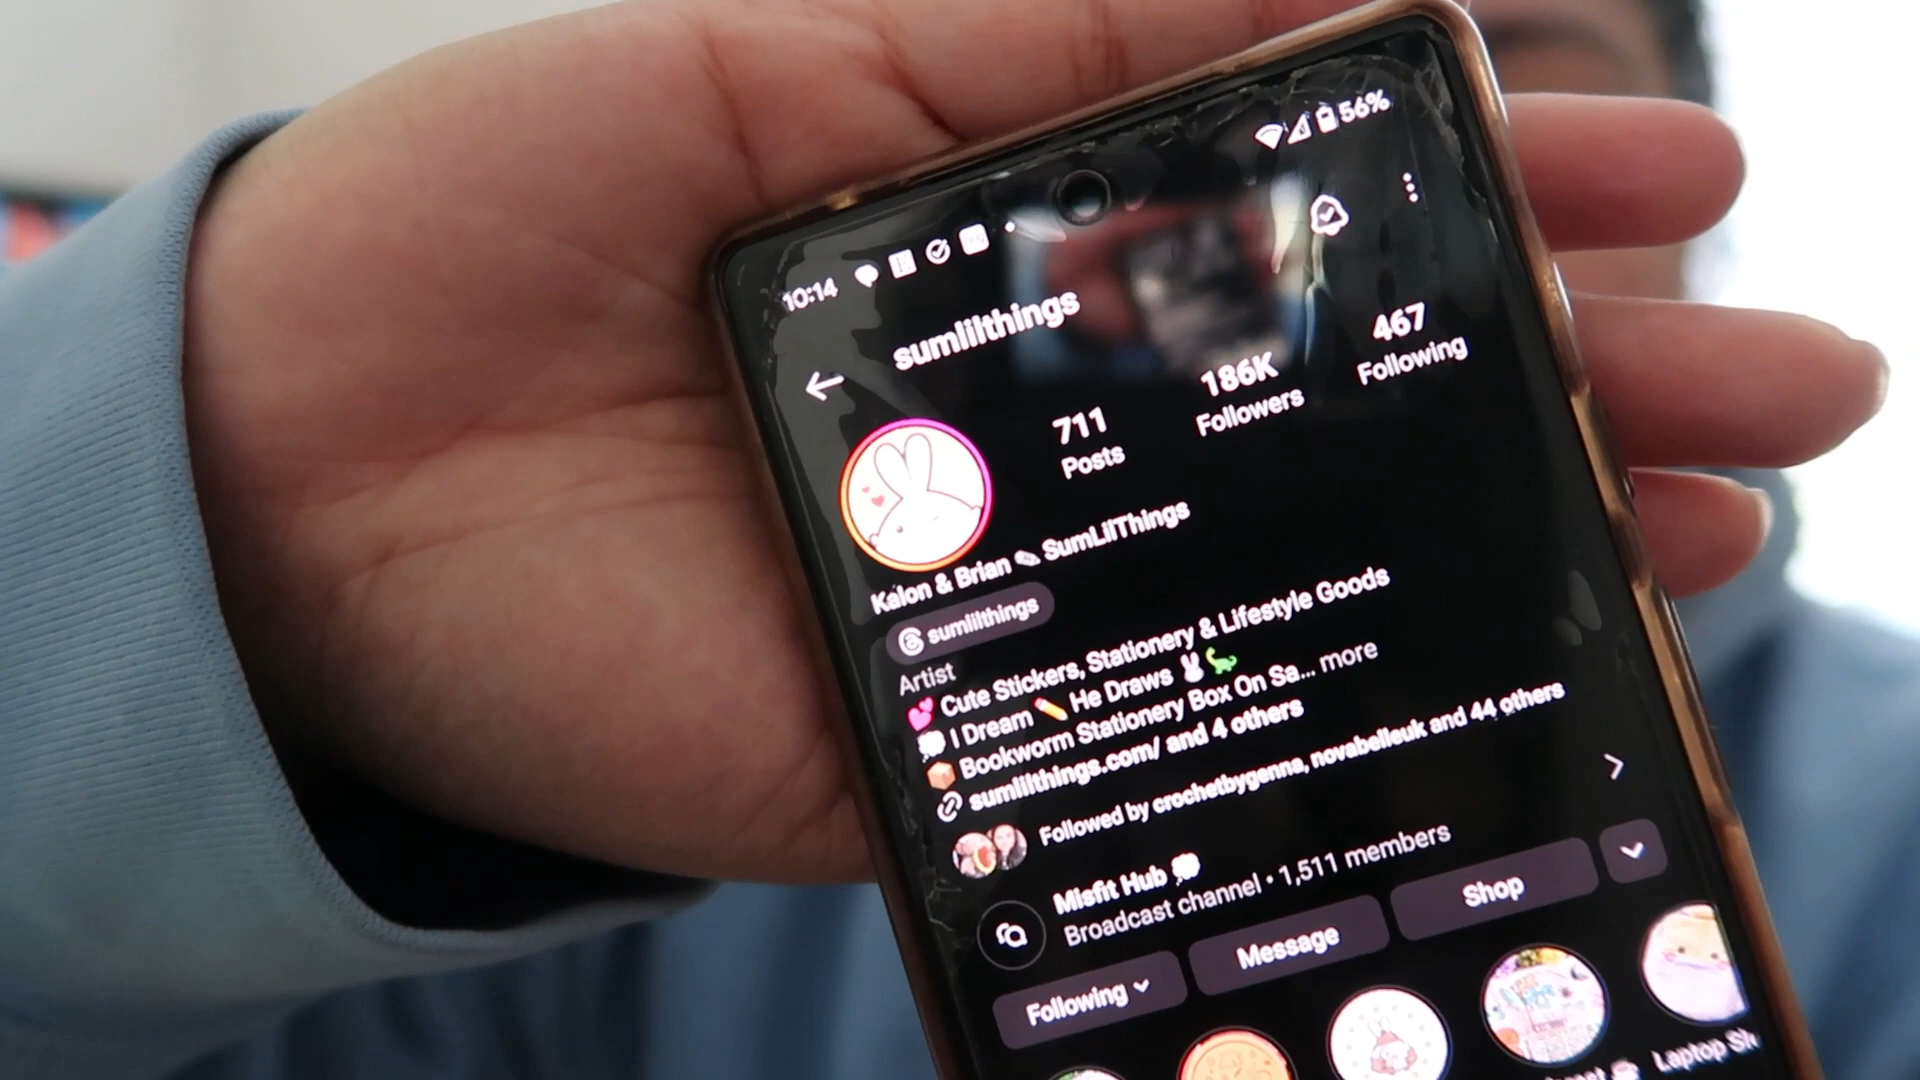 10:14
56%
sumlilthings
711
Posts
186K
Followers
467
Following
Kalon & Brian ✏️ SumLilThings
sumlilthings
Artist
💕 Cute Stickers, Stationery & Lifestyle Goods
💭 I Dream ✏️ He Draws 🐰🦕
📦 Bookworm Stationery Box On Sa... more
sumlilthings.com/ and 4 others
Followed by crochetbygenna, novabelleuk and 44 others
Misfit Hub 💭
Broadcast channel • 1,511 members
Following
Message
Shop
Laptop